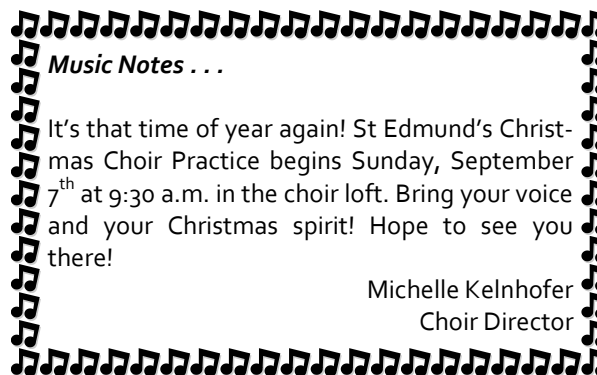 Music Notes . . .
It's that time of year again! St Edmund's Christ-
mas Choir Practice begins Sunday, September
7th at 9:30 a.m. in the choir loft. Bring your voice
and your Christmas spirit! Hope to see you
there!
Michelle Kelnhofer
Choir Director